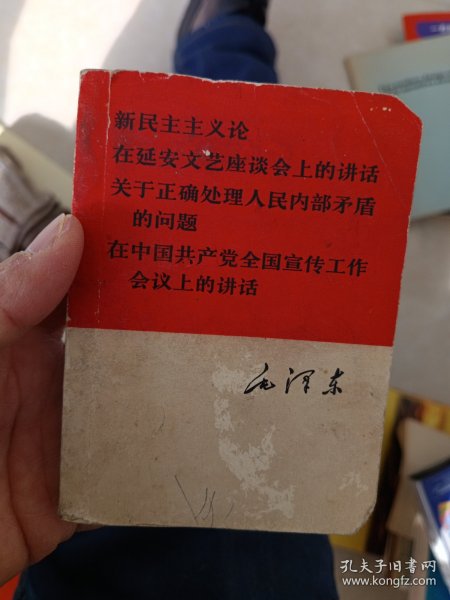 新民主主义论
在延安文艺座谈会上的讲话
关于正确处理人民内部矛盾
的问题
在中国共产党全国宣传工作
会议上的讲话
毛泽东
孔夫子旧书网
www.kongfz.com